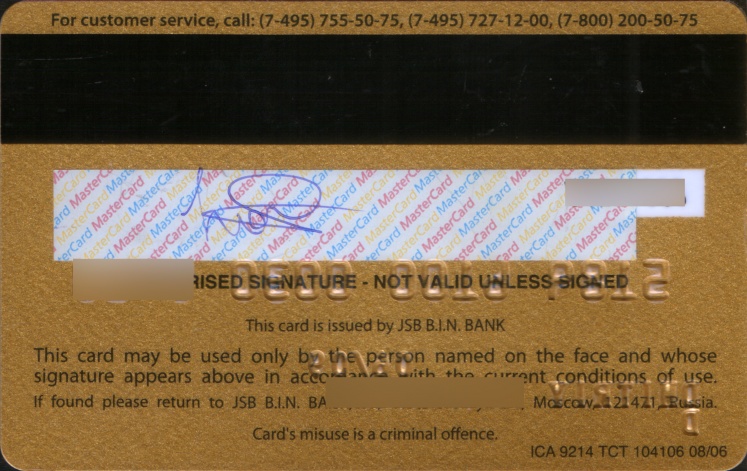 For customer service, call: (7-495) 755-50-75, (7-495) 727-12-00, (7-800) 200-50-75
MasterCard MasterCard MasterCard MasterCard
RISED SIGNATURE - NOT VALID UNLESS SIGNED
This card is issued by JSB B.I.N. BANK
This card may be used only by the person named on the face and whose
signature appears above in accordance with the current conditions of use.
If found please return to JSB B.I.N. BA Moscow, 121471, Russia.
Card's misuse is a criminal offence.
ICA 9214 TCT 104106 08/06